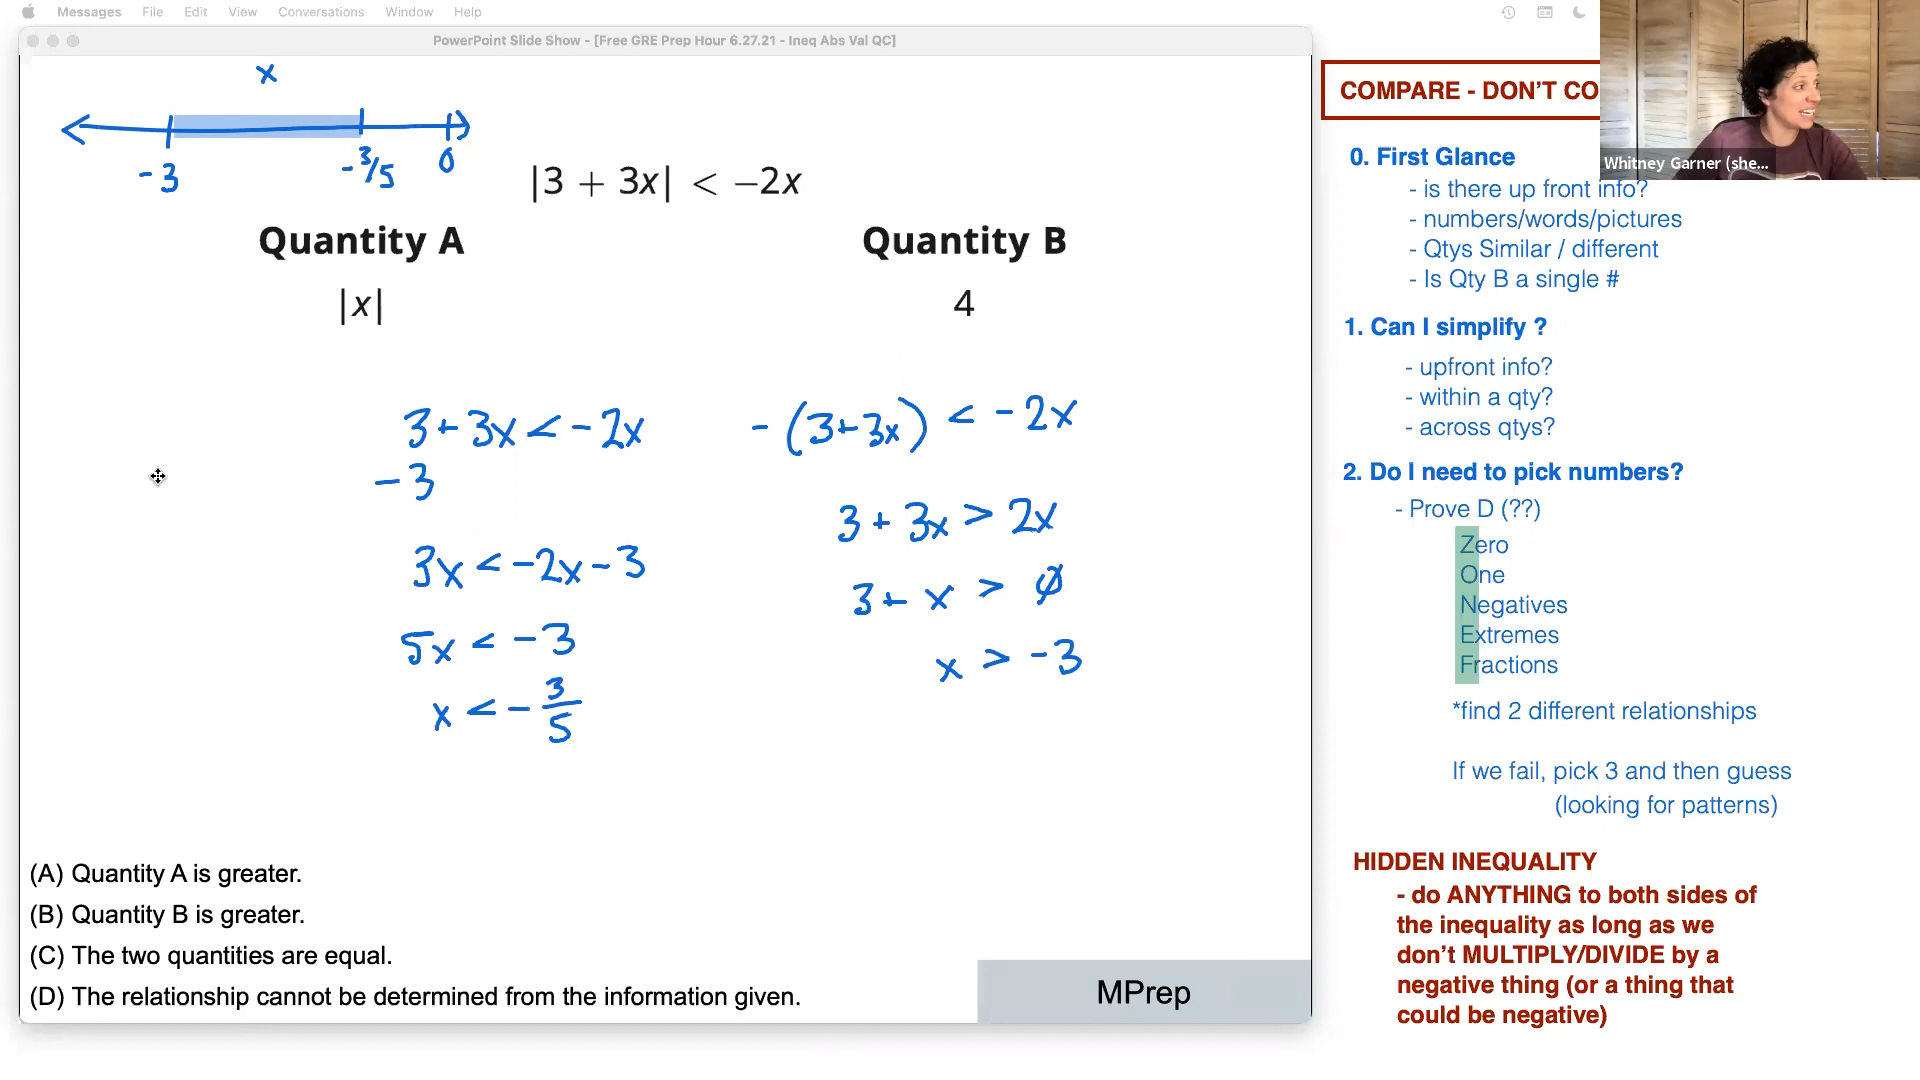 Messages File Edit View Conversations Window Help
PowerPoint Slide Show - [Free GRE Prep Hour 6.27.21 - Ineq Abs Val QC]
x
-3 -3/5 0
|3 + 3x| < −2x
Quantity A Quantity B
|x| 4
3+3x < -2x
-3
3x < -2x-3
5x < -3
x < -3/5
-(3+3x) < -2x
3+3x > 2x
3+x > 0
x > -3
(A) Quantity A is greater.
(B) Quantity B is greater.
(C) The two quantities are equal.
(D) The relationship cannot be determined from the information given.
MPrep
COMPARE - DON'T CO
Whitney Garner (she...
0. First Glance
- is there up front info?
- numbers/words/pictures
- Qtys Similar / different
- Is Qty B a single #
1. Can I simplify ?
- upfront info?
- within a qty?
- across qtys?
2. Do I need to pick numbers?
- Prove D (??)
Zero
One
Negatives
Extremes
Fractions
*find 2 different relationships
If we fail, pick 3 and then guess
(looking for patterns)
HIDDEN INEQUALITY
- do ANYTHING to both sides of
the inequality as long as we
don't MULTIPLY/DIVIDE by a
negative thing (or a thing that
could be negative)